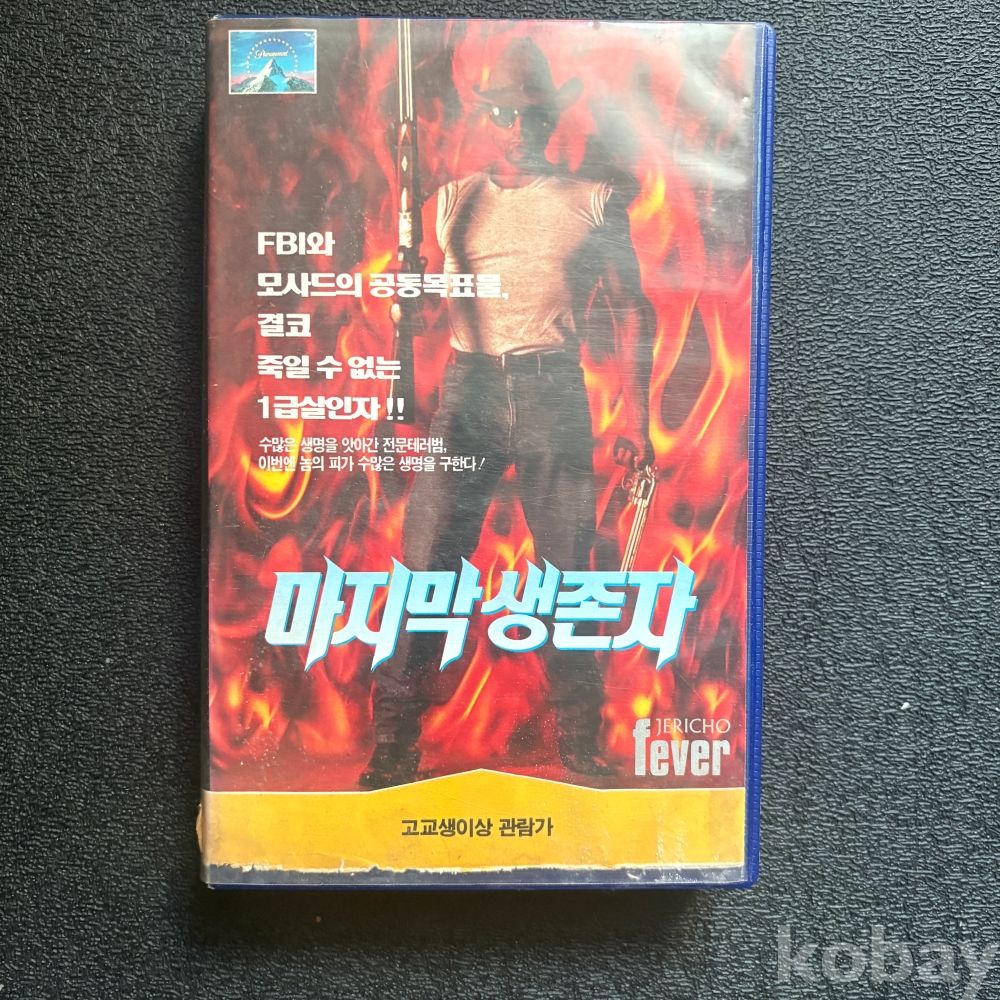 Paramount
FBI와
모사드의 공동목표물,
결코
죽일 수 없는
1급살인자!!
수많은 생명을 앗아간 전문테러범,
이번엔 놈의 피가 수많은 생명을 구한다!
마지막 생존자
JERICHO
fever
고교생이상 관람가
kobay